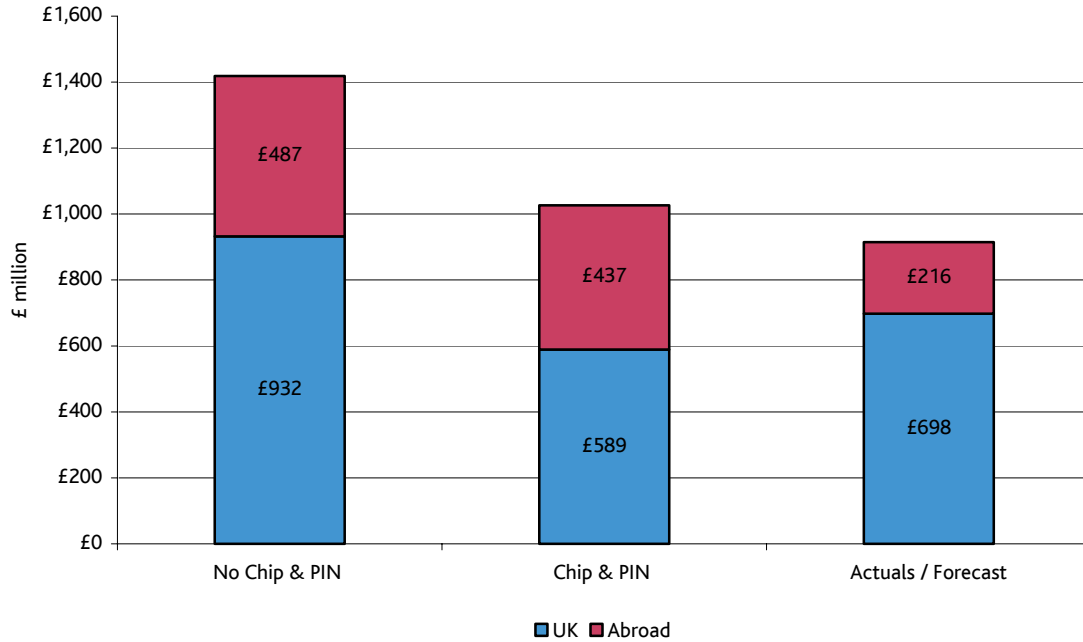 £1,600
£1,400
£1,200
£1,000
£800
£600
£400
£200
£0
£ million
£487
£932
£437
£589
£216
£698
No Chip & PIN
Chip & PIN
Actuals / Forecast
UK
Abroad